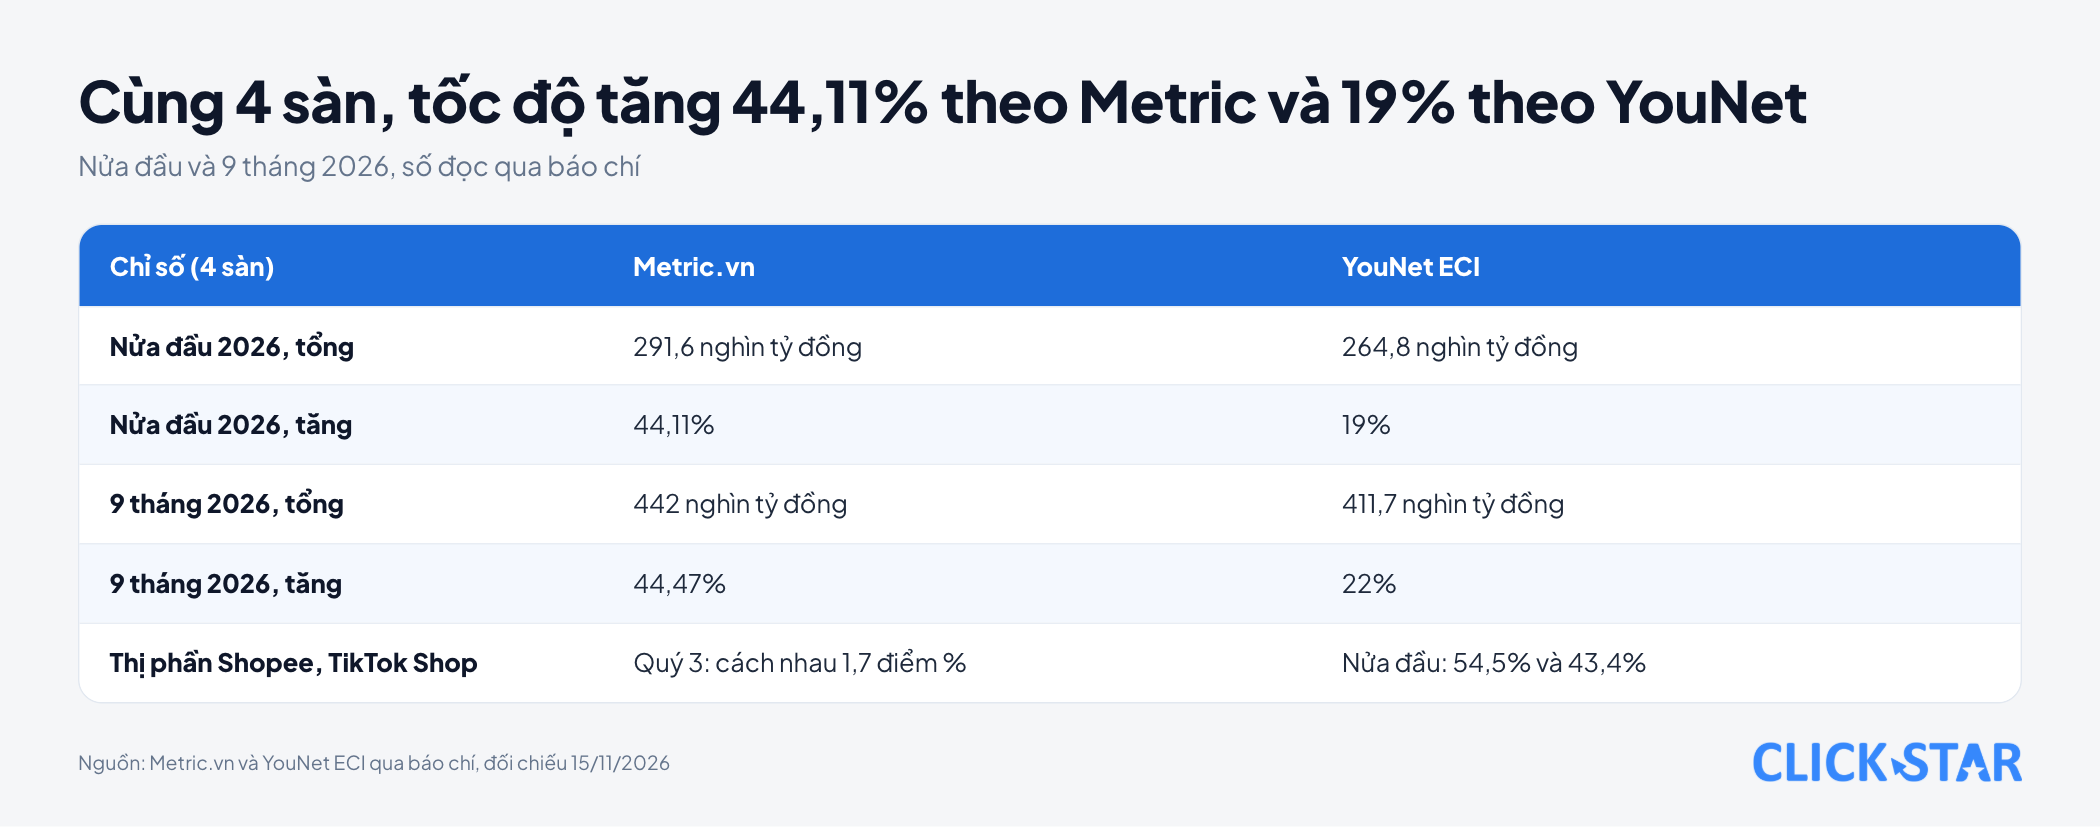 Cùng 4 sàn, tốc độ tăng 44,11% theo Metric và 19% theo YouNet
Nửa đầu và 9 tháng 2026, số đọc qua báo chí
Chỉ số (4 sàn) Metric.vn YouNet ECI
Nửa đầu 2026, tổng 291,6 nghìn tỷ đồng 264,8 nghìn tỷ đồng
Nửa đầu 2026, tăng 44,11% 19%
9 tháng 2026, tổng 442 nghìn tỷ đồng 411,7 nghìn tỷ đồng
9 tháng 2026, tăng 44,47% 22%
Thị phần Shopee, TikTok Shop Quý 3: cách nhau 1,7 điểm % Nửa đầu: 54,5% và 43,4%
Nguồn: Metric.vn và YouNet ECI qua báo chí, đối chiếu 15/11/2026
CLICK STAR